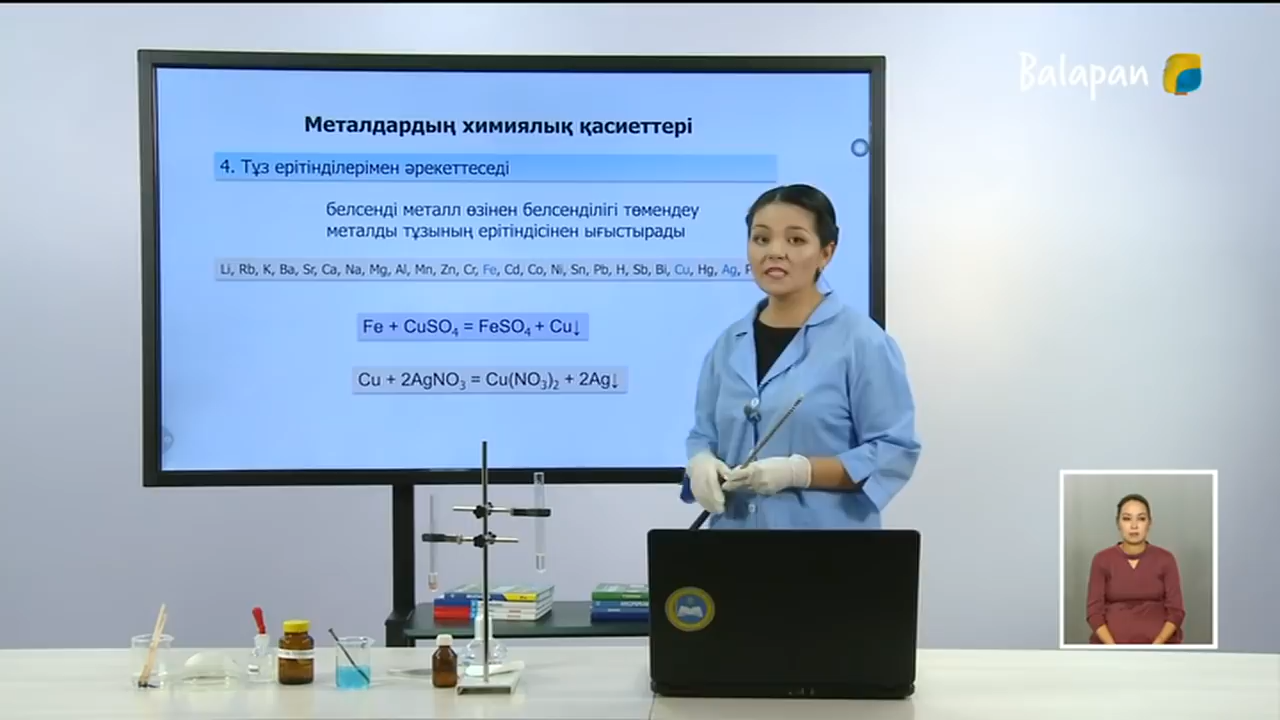 Balapan
Металдардың химиялық қасиеттері
4. Тұз ерітінділерімен әрекеттеседі
белсенді металл өзінен белсенділігі төмендеу
металды тұзының ерітіндісінен ығыстырады
Li, Rb, K, Ba, Sr, Ca, Na, Mg, Al, Mn, Zn, Cr, Fe, Cd, Co, Ni, Sn, Pb, H, Sb, Bi, Cu, Hg, Ag,
Fe + CuSO₄ = FeSO₄ + Cu↓
Cu + 2AgNO₃ = Cu(NO₃)₂ + 2Ag↓